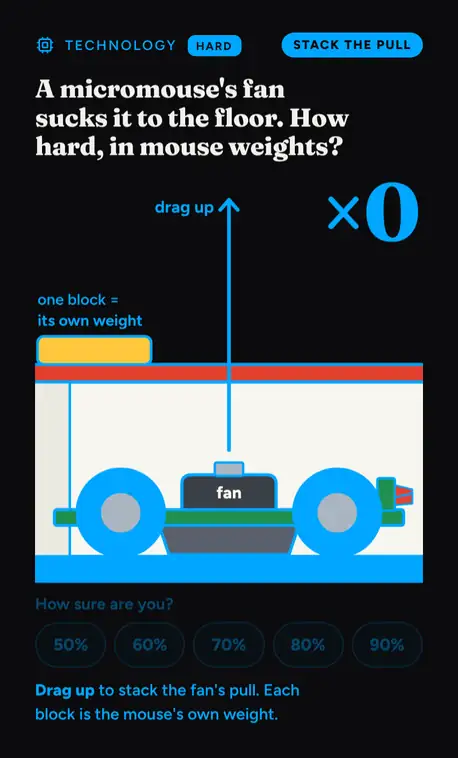 TECHNOLOGY HARD STACK THE PULL
A micromouse's fan
sucks it to the floor. How
hard, in mouse weights?
×0
drag up
one block =
its own weight
fan
How sure are you?
50% 60% 70% 80% 90%
Drag up to stack the fan's pull. Each
block is the mouse's own weight.